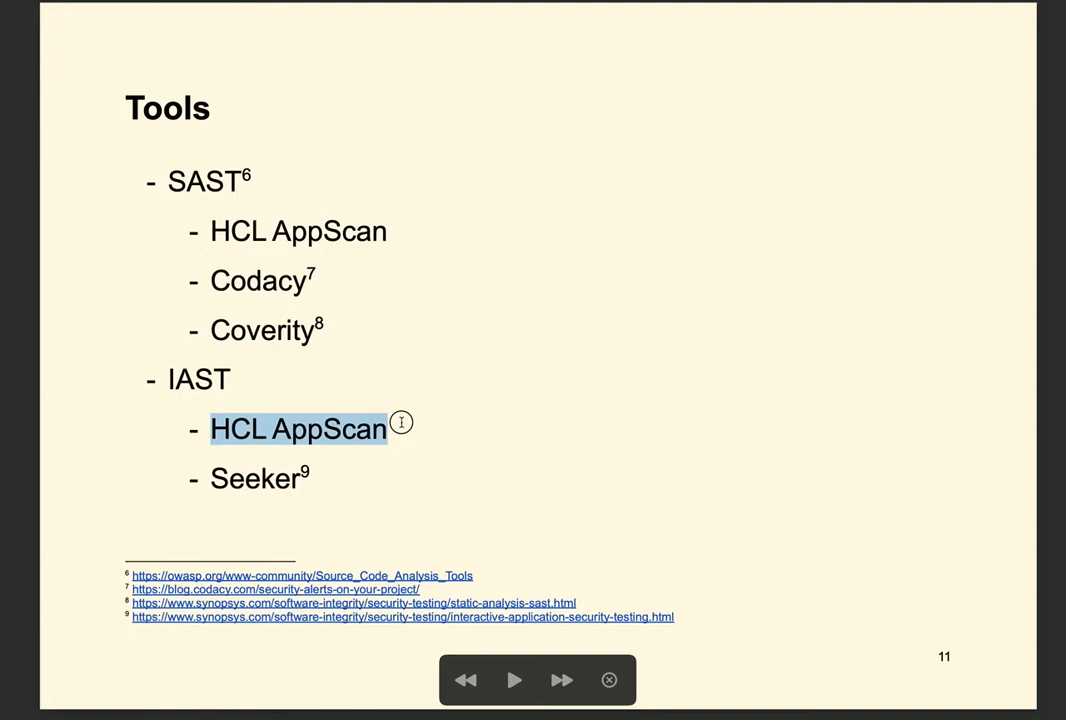 Tools
- SAST6
- HCL AppScan
- Codacy7
- Coverity8
- IAST
- HCL AppScan
- Seeker9
6 https://owasp.org/www-community/Source_Code_Analysis_Tools
7 https://blog.codacy.com/security-alerts-on-your-project/
8 https://www.synopsys.com/software-integrity/security-testing/static-analysis-sast.html
9 https://www.synopsys.com/software-integrity/security-testing/interactive-application-security-testing.html
11